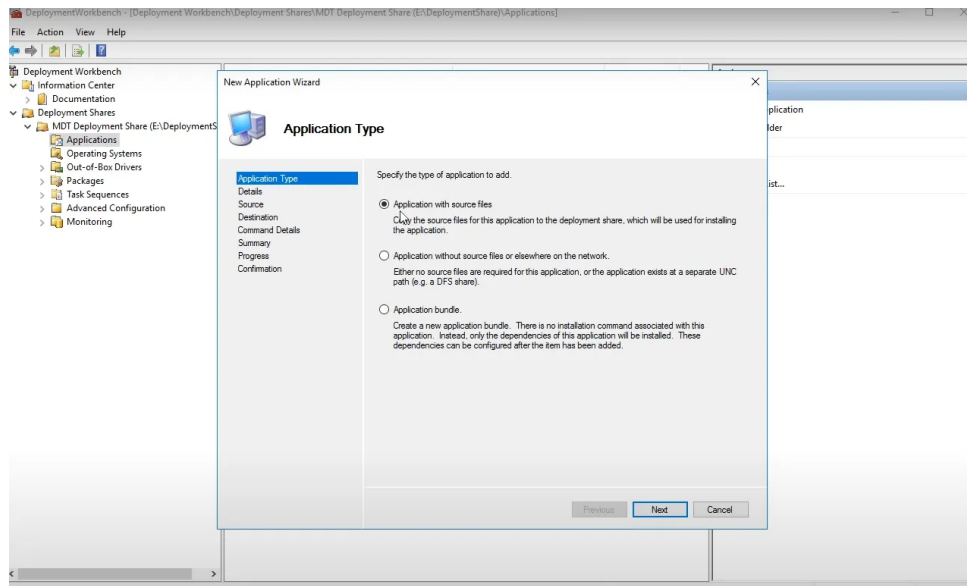 DeploymentWorkbench - [Deployment Workbench\Deployment Shares\MDT Deployment Share (E:\DeploymentShare)\Applications]
File Action View Help
Deployment Workbench
Information Center
Documentation
Deployment Shares
MDT Deployment Share (E:\DeploymentS
Applications
Operating Systems
Out-of-Box Drivers
Packages
Task Sequences
Advanced Configuration
Monitoring
New Application Wizard
Application Type
Application Type
Details
Source
Destination
Command Details
Summary
Progress
Confirmation
Specify the type of application to add.
Application with source files
Copy the source files for this application to the deployment share, which will be used for installing
the application.
Application without source files or elsewhere on the network.
Either no source files are required for this application, or the application exists at a separate UNC
path (e.g. a DFS share).
Application bundle.
Create a new application bundle. There is no installation command associated with this
application. Instead, only the dependencies of this application will be installed. These
dependencies can be configured after the item has been added.
Previous Next Cancel
plication
lder
ist...